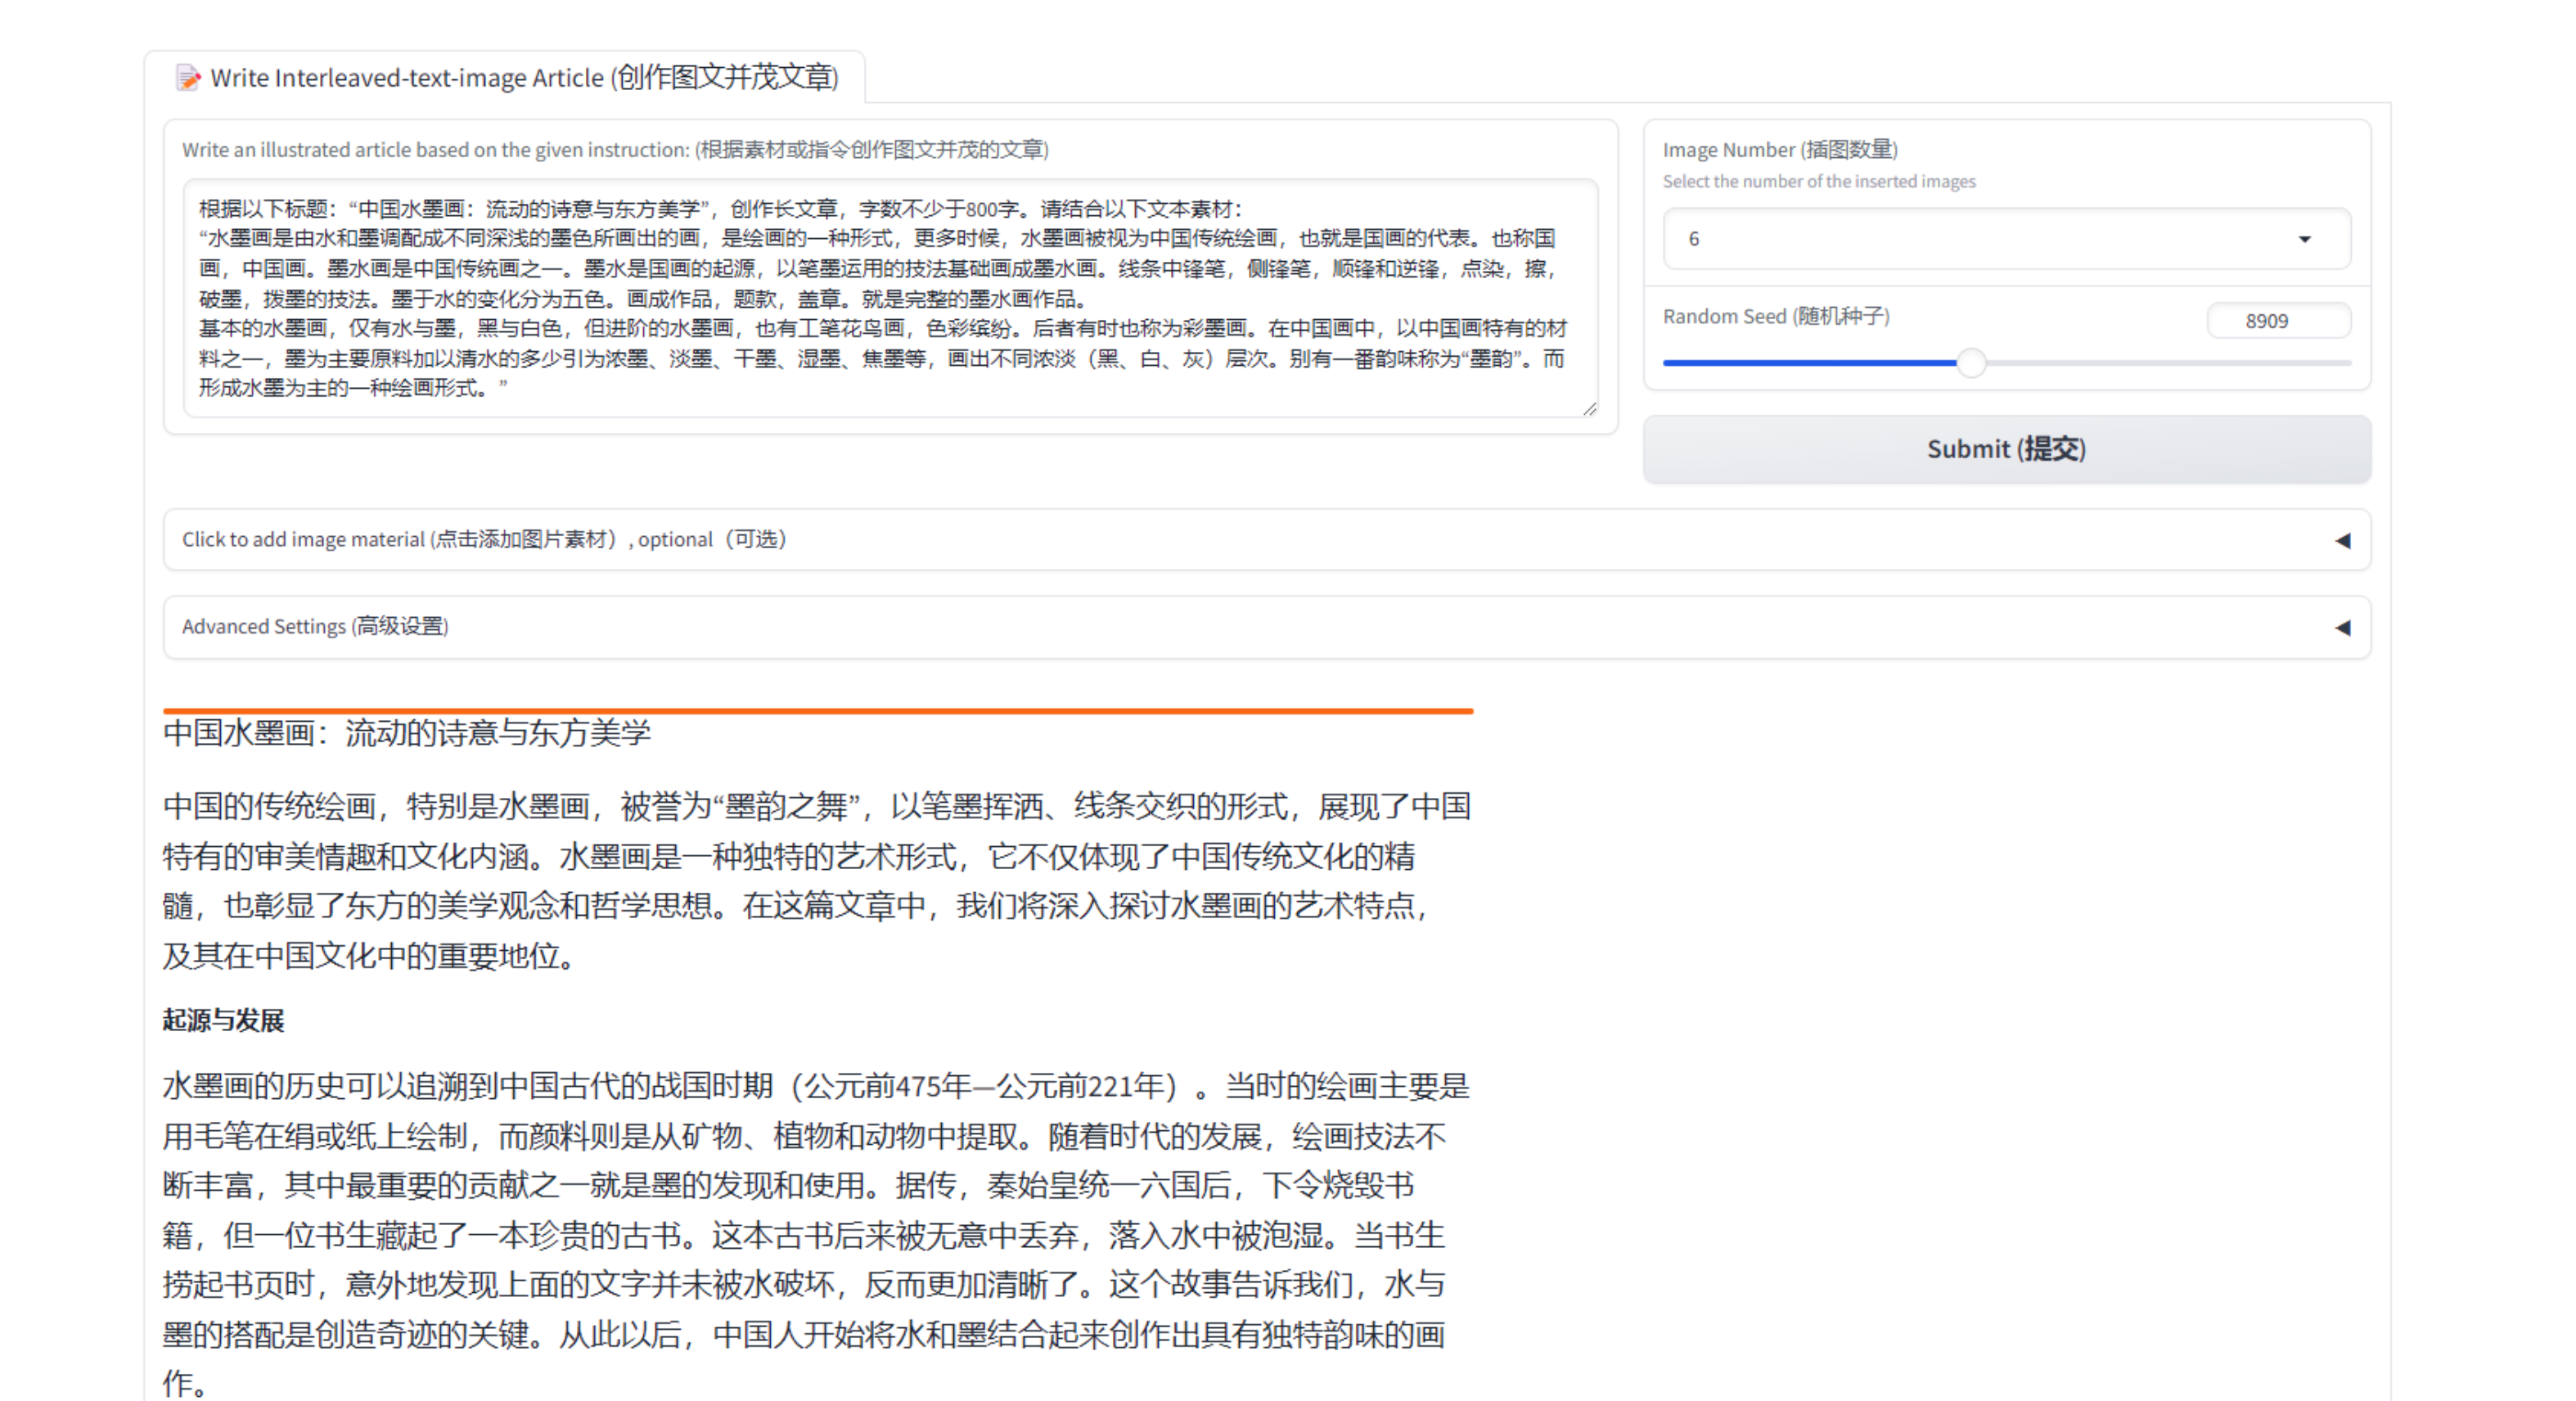 Write Interleaved-text-image Article (创作图文并茂文章)
Write an illustrated article based on the given instruction: (根据素材或指令创作图文并茂的文章)
根据以下标题：“中国水墨画：流动的诗意与东方美学”，创作长文章，字数不少于800字。请结合以下文本素材：
“水墨画是由水和墨调配成不同深浅的墨色所画出的画，是绘画的一种形式，更多时候，水墨画被视为中国传统绘画，也就是国画的代表。也称国
画，中国画。墨水画是中国传统画之一。墨水是国画的起源，以笔墨运用的技法基础画成墨水画。线条中锋笔，侧锋笔，顺锋和逆锋，点染，擦，
破墨，拨墨的技法。墨于水的变化分为五色。画成作品，题款，盖章。就是完整的墨水画作品。
基本的水墨画，仅有水与墨，黑与白色，但进阶的水墨画，也有工笔花鸟画，色彩缤纷。后者有时也称为彩墨画。在中国画中，以中国画特有的材
料之一，墨为主要原料加以清水的多少引为浓墨、淡墨、干墨、湿墨、焦墨等，画出不同浓淡（黑、白、灰）层次。别有一番韵味称为“墨韵”。而
形成水墨为主的一种绘画形式。”
Image Number (插图数量)
Select the number of the inserted images
6
Random Seed (随机种子)
8909
Submit (提交)
Click to add image material (点击添加图片素材）, optional（可选）
Advanced Settings (高级设置)
中国水墨画：流动的诗意与东方美学
中国的传统绘画，特别是水墨画，被誉为“墨韵之舞”，以笔墨挥洒、线条交织的形式，展现了中国
特有的审美情趣和文化内涵。水墨画是一种独特的艺术形式，它不仅体现了中国传统文化的精
髓，也彰显了东方的美学观念和哲学思想。在这篇文章中，我们将深入探讨水墨画的艺术特点，
及其在中国文化中的重要地位。
起源与发展
水墨画的历史可以追溯到中国古代的战国时期（公元前475年—公元前221年）。当时的绘画主要是
用毛笔在绢或纸上绘制，而颜料则是从矿物、植物和动物中提取。随着时代的发展，绘画技法不
断丰富，其中最重要的贡献之一就是墨的发现和使用。据传，秦始皇统一六国后，下令烧毁书
籍，但一位书生藏起了一本珍贵的古书。这本古书后来被无意中丢弃，落入水中被泡湿。当书生
捞起书页时，意外地发现上面的文字并未被水破坏，反而更加清晰了。这个故事告诉我们，水与
墨的搭配是创造奇迹的关键。从此以后，中国人开始将水和墨结合起来创作出具有独特韵味的画
作。